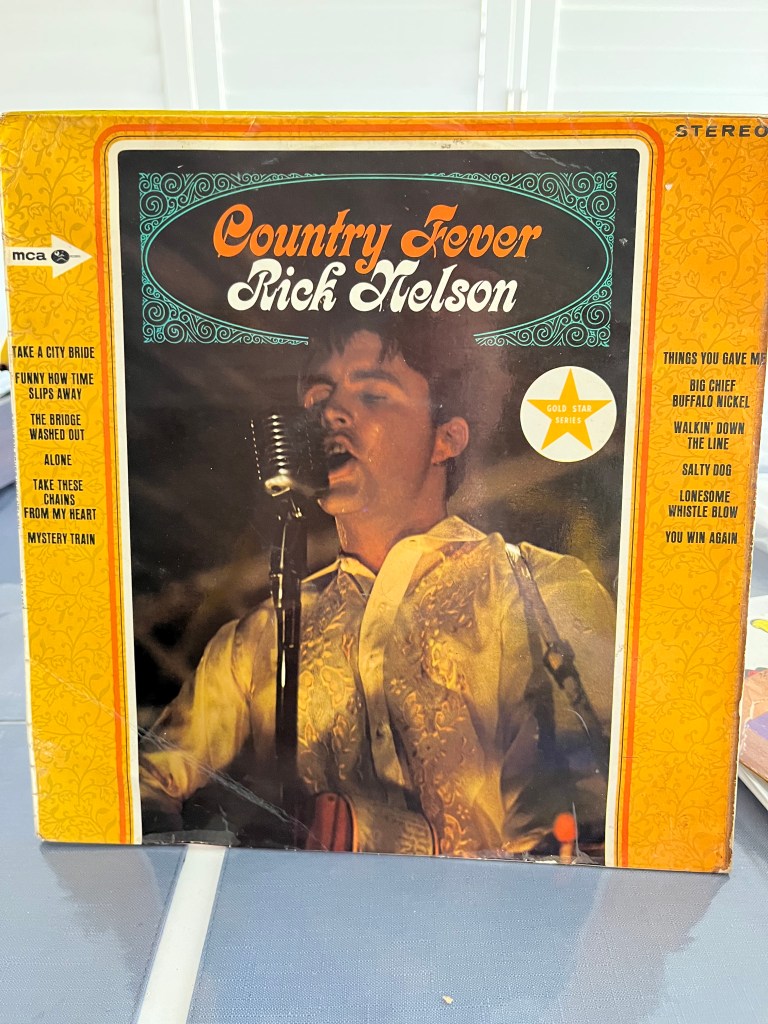 STEREO
Country Fever
Rick Nelson
mca
TAKE A CITY BRIDE
FUNNY HOW TIME
SLIPS AWAY
THE BRIDGE
WASHED OUT
ALONE
TAKE THESE
CHAINS
FROM MY HEART
MYSTERY TRAIN
GOLD STAR
SERIES
THINGS YOU GAVE ME
BIG CHIEF
BUFFALO NICKEL
WALKIN' DOWN
THE LINE
SALTY DOG
LONESOME
WHISTLE BLOW
YOU WIN AGAIN